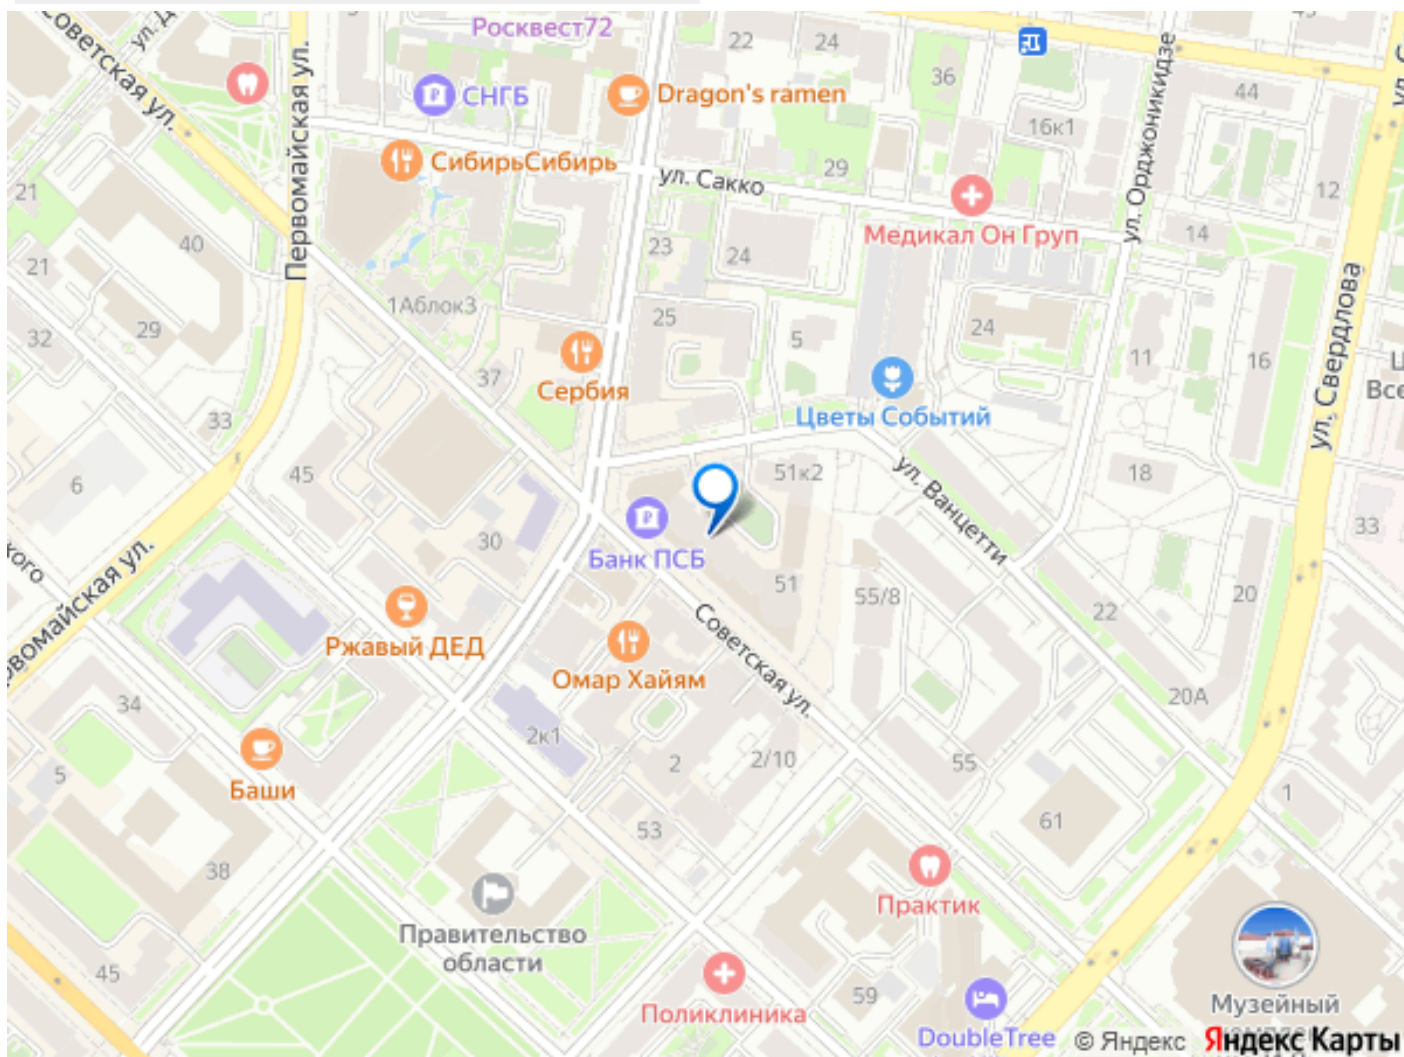 Росквест72
22
24
36
44
Советская ул.
Первомайская ул.
СНГБ
Dragon's ramen
16к1
ул. Орджоникидзе
СибирьСибирь
ул. Сакко
29
12
21
40
23
24
Медикал Он Груп
14
21
1Аблок3
25
5
24
11
16
ул. Свердлова
32
29
37
Сербия
Цветы Событий
33
45
6
51к2
ул. Ванцетти
18
33
30
Банк ПСБ
51
55/8
22
20
Первомайская ул.
Ржавый ДЕД
Советская ул.
Омар Хайям
20А
34
2к1
2
2/10
55
5
Баши
1
53
61
38
Практик
Правительство
области
45
Поликлиника
59
DoubleTree
Музейный
© Яндекс
Яндекс Карты